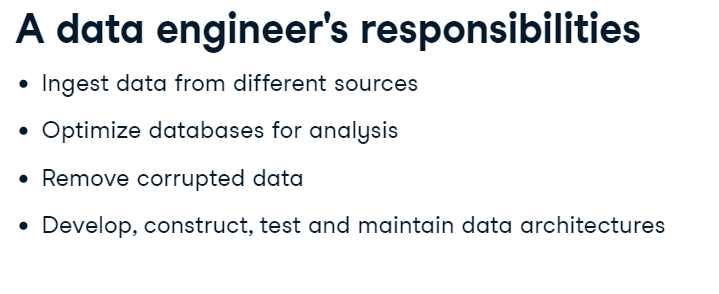 A data engineer's responsibilities
• Ingest data from different sources
• Optimize databases for analysis
• Remove corrupted data
• Develop, construct, test and maintain data architectures